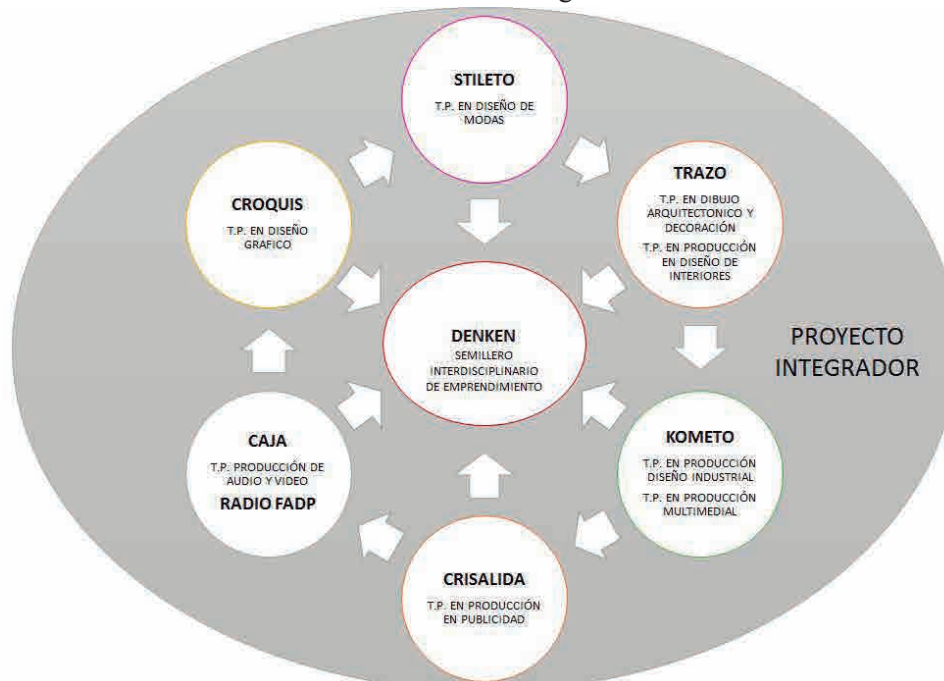 STILETO
T.P. EN DISEÑO DE
MODAS
CROQUIS
T.P. EN DISEÑO
GRAFICO
TRAZO
T.P. EN DIBUJO
ARQUITECTONICO Y
DECORACIÓN
T.P. EN PRODUCCIÓN
EN DISEÑO DE
INTERIORES
DENKEN
SEMILLERO
INTERDISCIPLINARIO
DE EMPRENDIMIENTO
PROYECTO
INTEGRADOR
CAJA
T.P. PRODUCCIÓN DE
AUDIO Y VIDEO
RADIO FADP
KOMETO
T.P. EN PRODUCCIÓN
DISEÑO INDUSTRIAL
T.P. EN PRODUCCIÓN
MULTIMEDIAL
CRISALIDA
T.P. EN PRODUCCIÓN
EN PUBLICIDAD